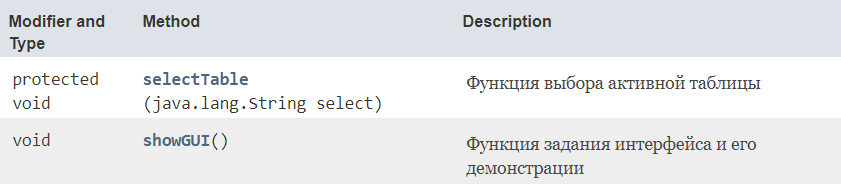 Modifier and Type Method Description
protected void selectTable (java.lang.String select) Функция выбора активной таблицы
void showGUI() Функция задания интерфейса и его демонстрации